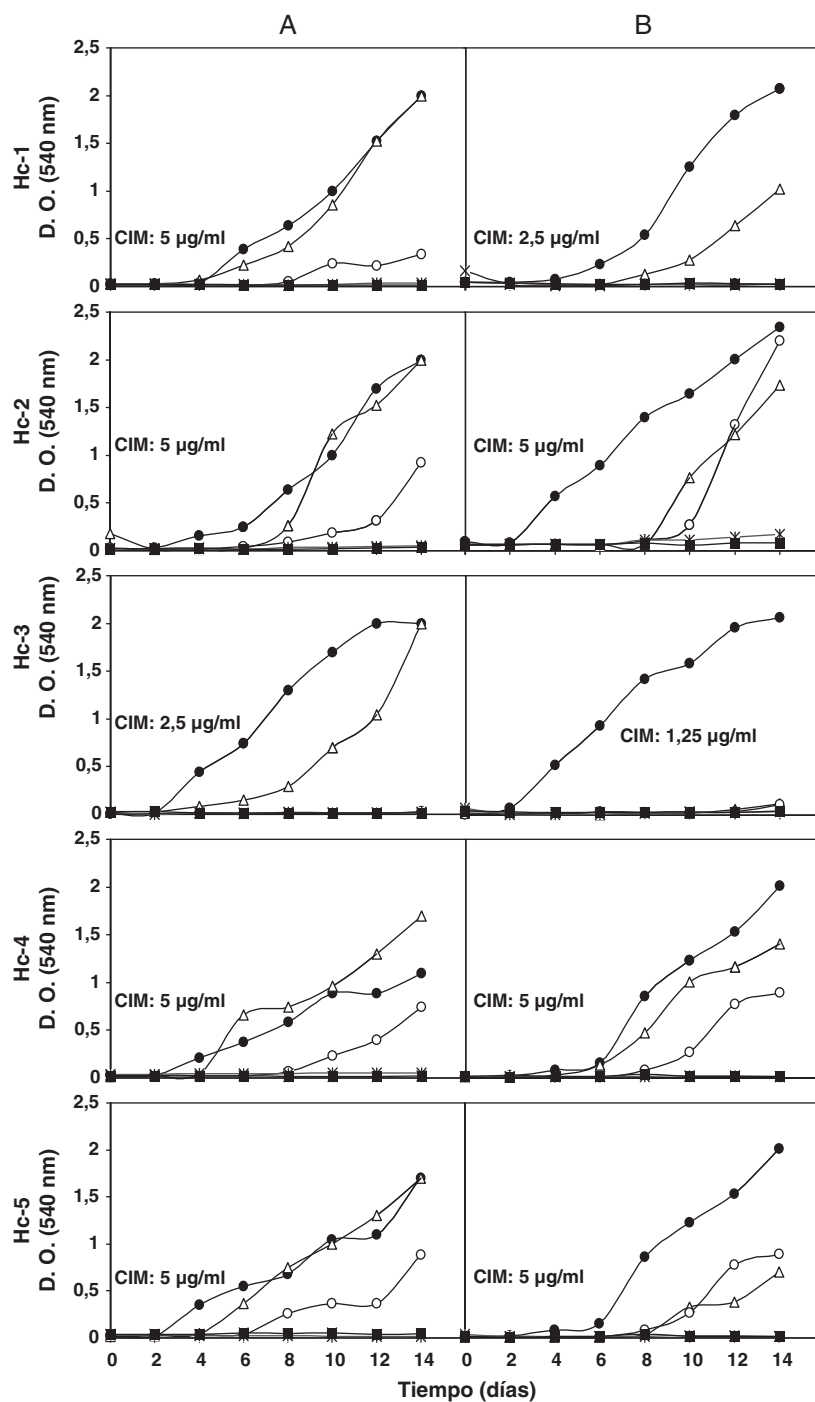 A
B
Hc-1
D. O. (540 nm)
2,5
2
1,5
1
0,5
0
CIM: 5 µg/ml
CIM: 2,5 µg/ml
Hc-2
D. O. (540 nm)
2,5
2
1,5
1
0,5
0
CIM: 5 µg/ml
CIM: 5 µg/ml
Hc-3
D. O. (540 nm)
2,5
2
1,5
1
0,5
0
CIM: 2,5 µg/ml
CIM: 1,25 µg/ml
Hc-4
D. O. (540 nm)
2,5
2
1,5
1
0,5
0
CIM: 5 µg/ml
CIM: 5 µg/ml
Hc-5
D. O. (540 nm)
2,5
2
1,5
1
0,5
0
CIM: 5 µg/ml
CIM: 5 µg/ml
0 2 4 6 8 10 12 14 0 2 4 6 8 10 12 14
Tiempo (días)